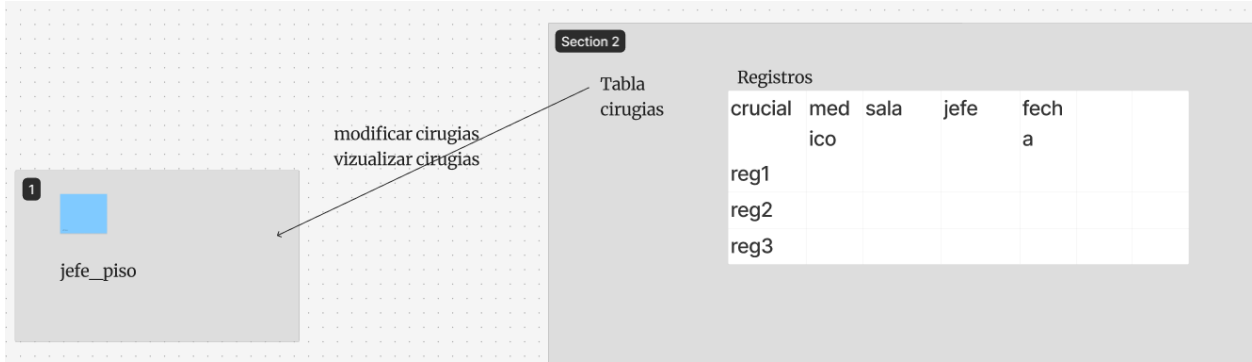 Section 2
Tabla
cirugias
Registros
crucial med sala jefe fech
ico a
reg1
reg2
reg3
modificar cirugias
vizualizar cirugias
1
jefe_piso